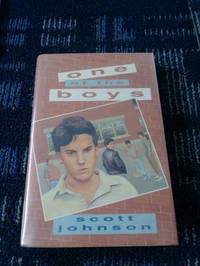 one
of the
boys
scott
johnson